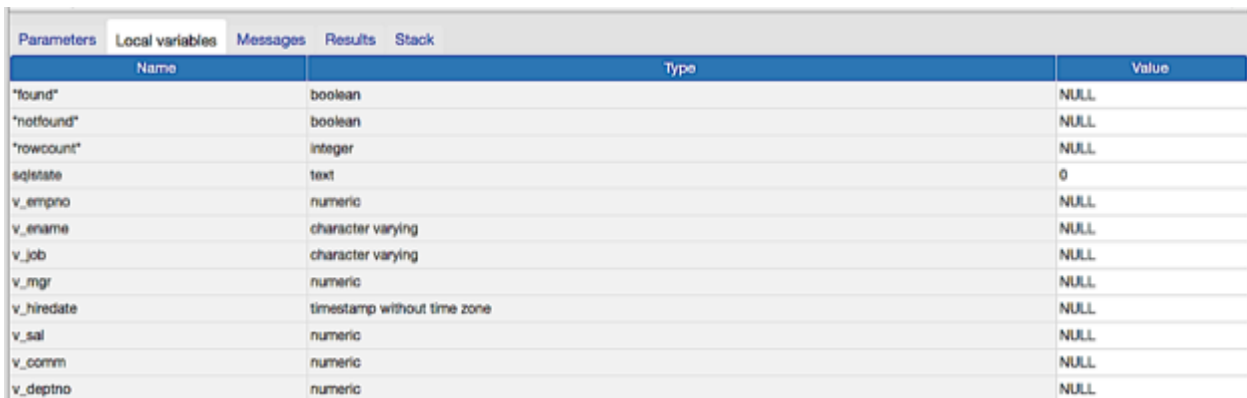 Parameters Local variables Messages Results Stack
Name Type Value
"found" boolean NULL
"notfound" boolean NULL
"rowcount" integer NULL
sqlstate text 0
v_empno numeric NULL
v_ename character varying NULL
v_job character varying NULL
v_mgr numeric NULL
v_hiredate timestamp without time zone NULL
v_sal numeric NULL
v_comm numeric NULL
v_deptno numeric NULL